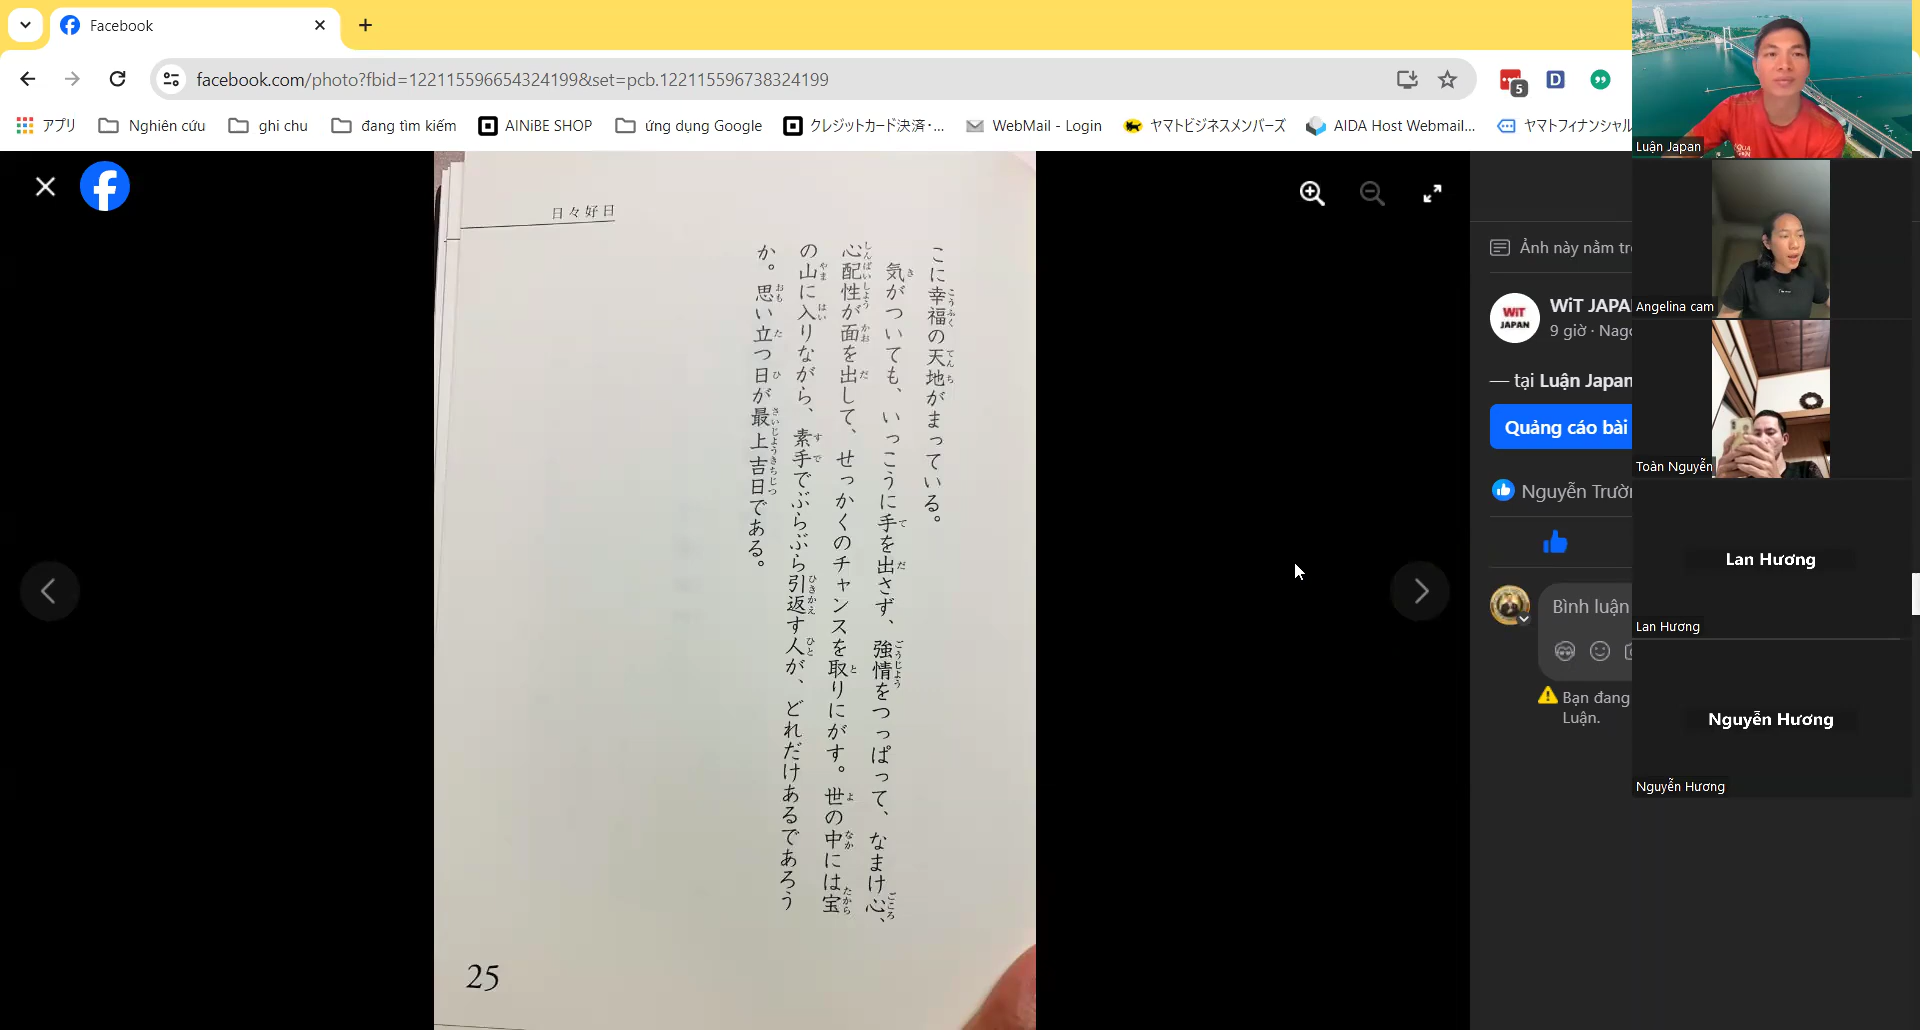 Facebook
facebook.com/photo?fbid=122115596654324199&set=pcb.122115596738324199
5
D
アプリ
Nghiên cứu
ghi chu
đang tìm kiếm
AINiBE SHOP
ứng dụng Google
クレジットカード決済・...
WebMail - Login
ヤマトビジネスメンバーズ
AIDA Host Webmail...
ヤマトフィナンシャル
日々好日
こに幸福の天地がまっている。
気がついても、いっこうに手を出さず、強情をつっぱって、なまけ心、
心配性が面を出して、せっかくのチャンスを取りにがす。世の中には宝
の山に入りながら、素手でぶらぶら引返す人が、どれだけあるであろう
か。思い立つ日が最上吉日である。
25
Ảnh này nằm tr
WiT JAPAN
WiT JAPA
9 giờ · Nago
— tại Luận Japan
Quảng cáo bài
Nguyễn Trườn
Bình luận
Bạn đang
Luận.
Luận Japan
Angelina cam
Toàn Nguyễn
Lan Hương
Lan Hương
Nguyễn Hương
Nguyễn Hương